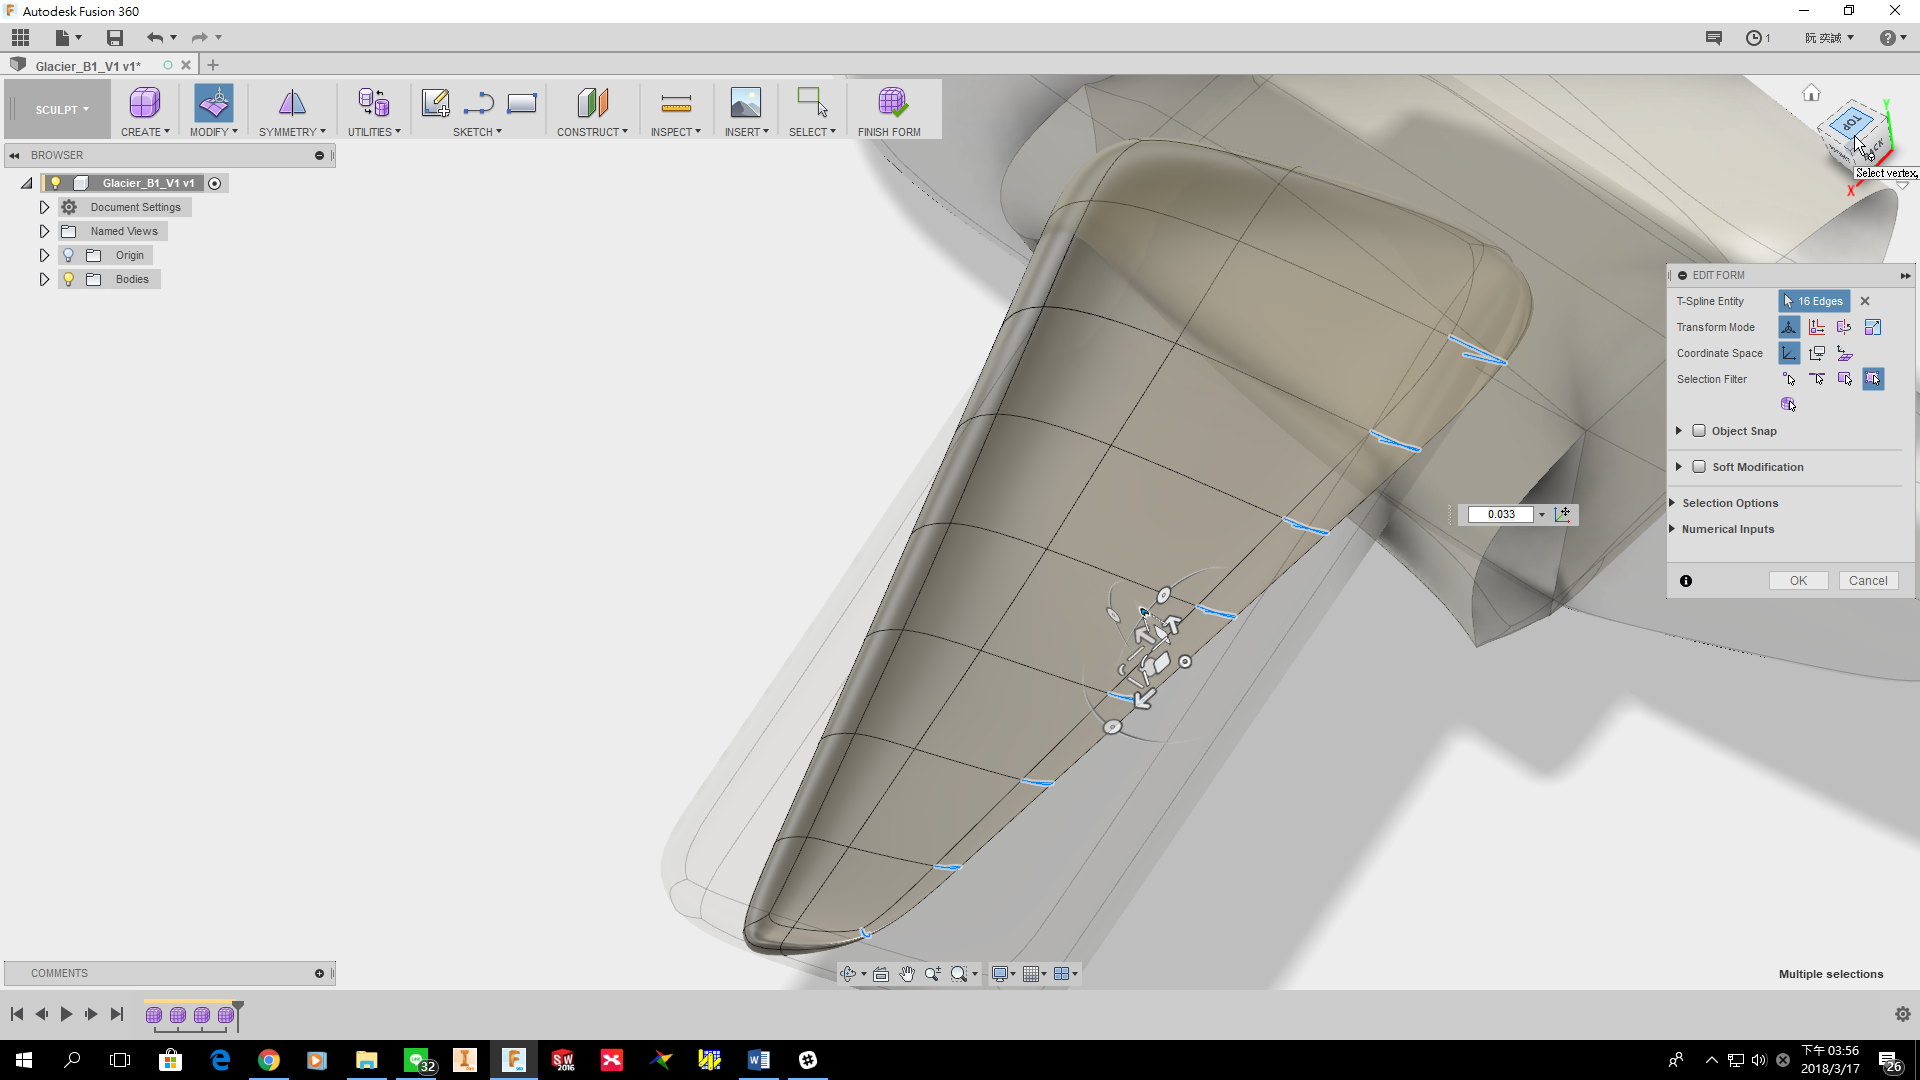 Autodesk Fusion 360
1
阮 奕誠
Glacier_B1_V1 v1*
SCULPT
CREATE
MODIFY
SYMMETRY
UTILITIES
SKETCH
CONSTRUCT
INSPECT
INSERT
SELECT
FINISH FORM
BROWSER
Glacier_B1_V1 v1
Document Settings
Named Views
Origin
Bodies
TOP
BACK
Y
X
Select vertex,
EDIT FORM
T-Spline Entity
16 Edges
Transform Mode
Coordinate Space
Selection Filter
Object Snap
Soft Modification
0.033
Selection Options
Numerical Inputs
OK
Cancel
COMMENTS
Multiple selections
32
SW
2016
下午 03:56
2018/3/17
26